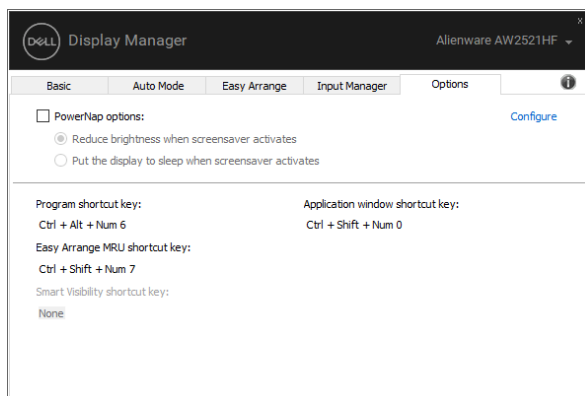 DELL Display Manager
Alienware AW2521HF
x
Basic
Auto Mode
Easy Arrange
Input Manager
Options
i
PowerNap options:
Configure
Reduce brightness when screensaver activates
Put the display to sleep when screensaver activates
Program shortcut key:
Application window shortcut key:
Ctrl + Alt + Num 6
Ctrl + Shift + Num 0
Easy Arrange MRU shortcut key:
Ctrl + Shift + Num 7
Smart Visibility shortcut key:
None